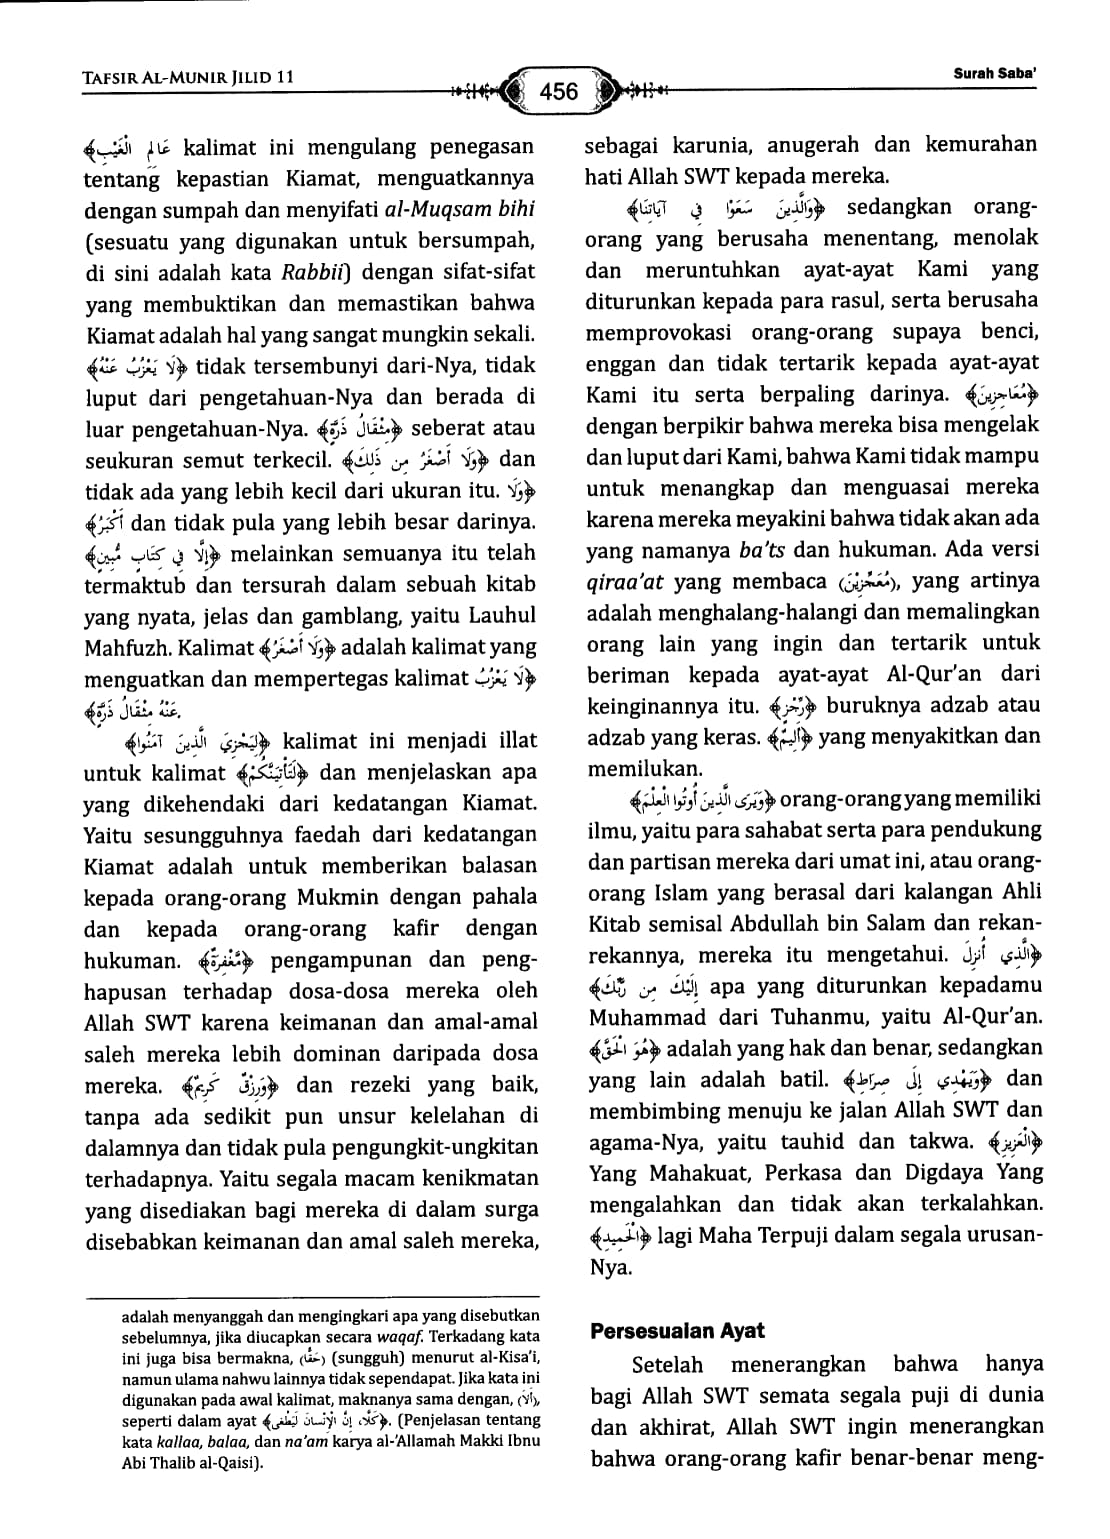 TAFSIR AL-MUNIR JILID 11
456
Surah Saba'
﴿عَالِمِ الْغَيْبِ﴾ kalimat ini mengulang penegasan
tentang kepastian Kiamat, menguatkannya
dengan sumpah dan menyifati al-Muqsam bihi
(sesuatu yang digunakan untuk bersumpah,
di sini adalah kata Rabbii) dengan sifat-sifat
yang membuktikan dan memastikan bahwa
Kiamat adalah hal yang sangat mungkin sekali.
﴿لَا يَعْزُبُ عَنْهُ﴾ tidak tersembunyi dari-Nya, tidak
luput dari pengetahuan-Nya dan berada di
luar pengetahuan-Nya. ﴿مِثْقَالُ ذَرَّةٍ﴾ seberat atau
seukuran semut terkecil. ﴿وَلَا أَصْغَرُ مِن ذَلِكَ﴾ dan
tidak ada yang lebih kecil dari ukuran itu. ﴿وَلَا
أَكْبَرُ﴾ dan tidak pula yang lebih besar darinya.
﴿إِلَّا فِي كِتَابٍ مُّبِينٍ﴾ melainkan semuanya itu telah
termaktub dan tersurah dalam sebuah kitab
yang nyata, jelas dan gamblang, yaitu Lauhul
Mahfuzh. Kalimat ﴿وَلَا أَصْغَرُ﴾ adalah kalimat yang
menguatkan dan mempertegas kalimat ﴿لَا يَعْزُبُ
عَنْهُ مِثْقَالُ ذَرَّةٍ﴾.
﴿لِيَجْزِيَ الَّذِينَ آمَنُوا﴾ kalimat ini menjadi illat
untuk kalimat ﴿لَتَأْتِيَنَّكُمْ﴾ dan menjelaskan apa
yang dikehendaki dari kedatangan Kiamat.
Yaitu sesungguhnya faedah dari kedatangan
Kiamat adalah untuk memberikan balasan
kepada orang-orang Mukmin dengan pahala
dan kepada orang-orang kafir dengan
hukuman. ﴿مَّغْفِرَةٌ﴾ pengampunan dan peng-
hapusan terhadap dosa-dosa mereka oleh
Allah SWT karena keimanan dan amal-amal
saleh mereka lebih dominan daripada dosa
mereka. ﴿وَرِزْقٌ كَرِيمٌ﴾ dan rezeki yang baik,
tanpa ada sedikit pun unsur kelelahan di
dalamnya dan tidak pula pengungkit-ungkitan
terhadapnya. Yaitu segala macam kenikmatan
yang disediakan bagi mereka di dalam surga
disebabkan keimanan dan amal saleh mereka,
adalah menyanggah dan mengingkari apa yang disebutkan
sebelumnya, jika diucapkan secara waqaf. Terkadang kata
ini juga bisa bermakna, (حَقًّا) (sungguh) menurut al-Kisa'i,
namun ulama nahwu lainnya tidak sependapat. Jika kata ini
digunakan pada awal kalimat, maknanya sama dengan, (أَلَا),
seperti dalam ayat ﴿كَلَّا، إِنَّ الْإِنْسَانَ لَيَطْغَى﴾. (Penjelasan tentang
kata kallaa, balaa, dan na'am karya al-'Allamah Makki Ibnu
Abi Thalib al-Qaisi).
sebagai karunia, anugerah dan kemurahan
hati Allah SWT kepada mereka.
﴿وَالَّذِينَ سَعَوْا فِي آيَاتِنَا﴾ sedangkan orang-
orang yang berusaha menentang, menolak
dan meruntuhkan ayat-ayat Kami yang
diturunkan kepada para rasul, serta berusaha
memprovokasi orang-orang supaya benci,
enggan dan tidak tertarik kepada ayat-ayat
Kami itu serta berpaling darinya. ﴿مُعَاجِزِينَ﴾
dengan berpikir bahwa mereka bisa mengelak
dan luput dari Kami, bahwa Kami tidak mampu
untuk menangkap dan menguasai mereka
karena mereka meyakini bahwa tidak akan ada
yang namanya ba'ts dan hukuman. Ada versi
qiraa'at yang membaca (مُعَجِّزِيْنَ), yang artinya
adalah menghalang-halangi dan memalingkan
orang lain yang ingin dan tertarik untuk
beriman kepada ayat-ayat Al-Qur'an dari
keinginannya itu. ﴿رِّجْزٍ﴾ buruknya adzab atau
adzab yang keras. ﴿أَلِيمٌ﴾ yang menyakitkan dan
memilukan.
﴿وَيَرَى الَّذِينَ أُوتُوا الْعِلْمَ﴾ orang-orang yang memiliki
ilmu, yaitu para sahabat serta para pendukung
dan partisan mereka dari umat ini, atau orang-
orang Islam yang berasal dari kalangan Ahli
Kitab semisal Abdullah bin Salam dan rekan-
rekannya, mereka itu mengetahui. ﴿الَّذِي أُنزِلَ
إِلَيْكَ مِن رَّبِّكَ﴾ apa yang diturunkan kepadamu
Muhammad dari Tuhanmu, yaitu Al-Qur'an.
﴿هُوَ الْحَقَّ﴾ adalah yang hak dan benar, sedangkan
yang lain adalah batil. ﴿وَيَهْدِي إِلَى صِرَاطِ﴾ dan
membimbing menuju ke jalan Allah SWT dan
agama-Nya, yaitu tauhid dan takwa. ﴿الْعَزِيزِ﴾
Yang Mahakuat, Perkasa dan Digdaya Yang
mengalahkan dan tidak akan terkalahkan.
﴿الْحَمِيدِ﴾ lagi Maha Terpuji dalam segala urusan-
Nya.
Persesuaian Ayat
Setelah menerangkan bahwa hanya
bagi Allah SWT semata segala puji di dunia
dan akhirat, Allah SWT ingin menerangkan
bahwa orang-orang kafir benar-benar meng-